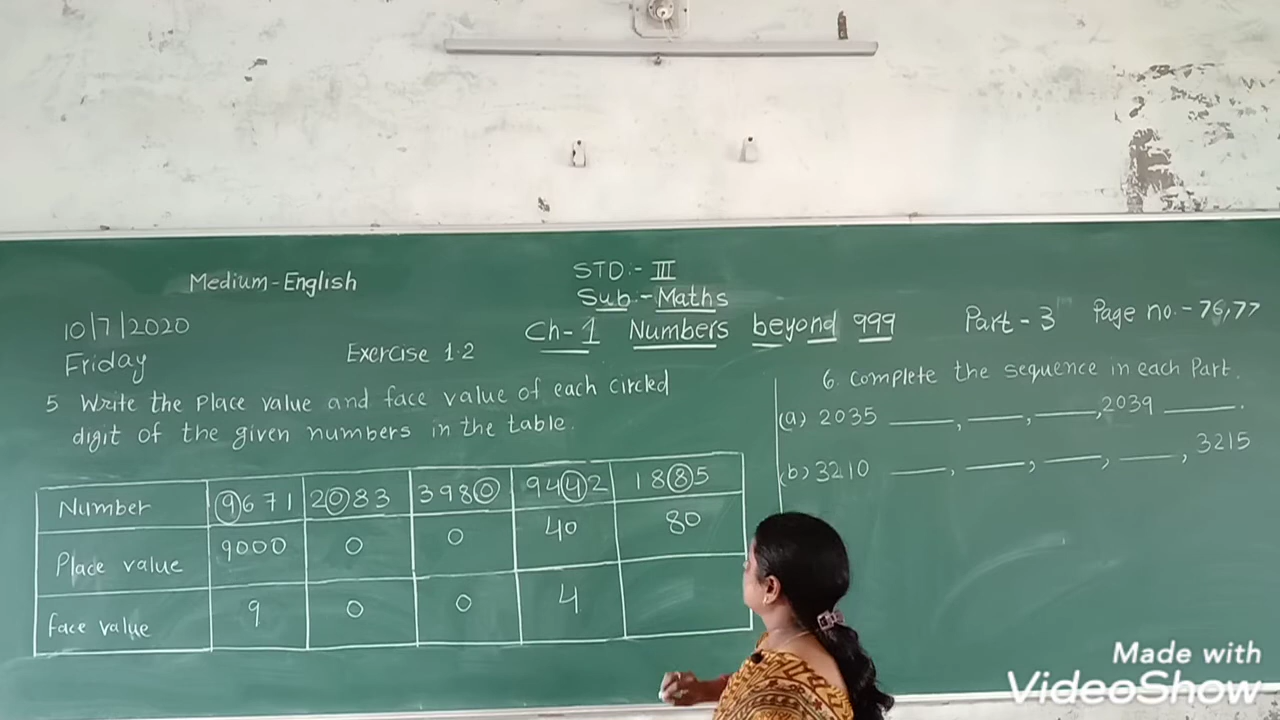 Medium-English
STD:- III
Sub:- Maths
10/7/2020
Ch-1 Numbers beyond 999
Part-3
Page no.-76,77
Friday
Exercise 1.2
5 Write the Place value and face value of each circled
digit of the given numbers in the table.
Number 9671 2083 3980 9442 1885
Place value 9000 0 0 40 80
face value 9 0 0 4
6. Complete the sequence in each Part.
(a) 2035 ____, ____, ____, 2039 ____.
(b) 3210 ____, ____, ____, ____, 3215
Made with
VideoShow